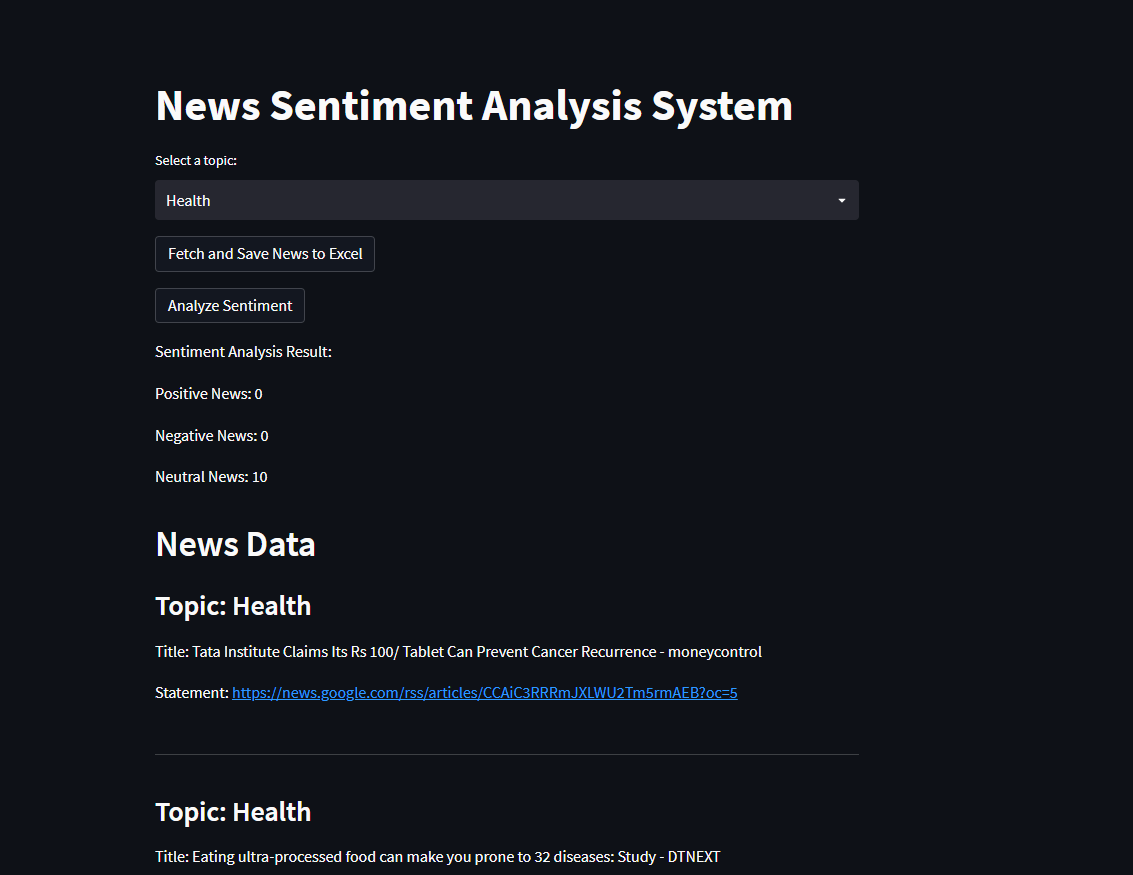 News Sentiment Analysis System
Select a topic:
Health
Fetch and Save News to Excel
Analyze Sentiment
Sentiment Analysis Result:
Positive News: 0
Negative News: 0
Neutral News: 10
News Data
Topic: Health
Title: Tata Institute Claims Its Rs 100/ Tablet Can Prevent Cancer Recurrence - moneycontrol
Statement: https://news.google.com/rss/articles/CCAiC3RRRmJXLWU2Tm5rmAEB?oc=5
Topic: Health
Title: Eating ultra-processed food can make you prone to 32 diseases: Study - DTNEXT